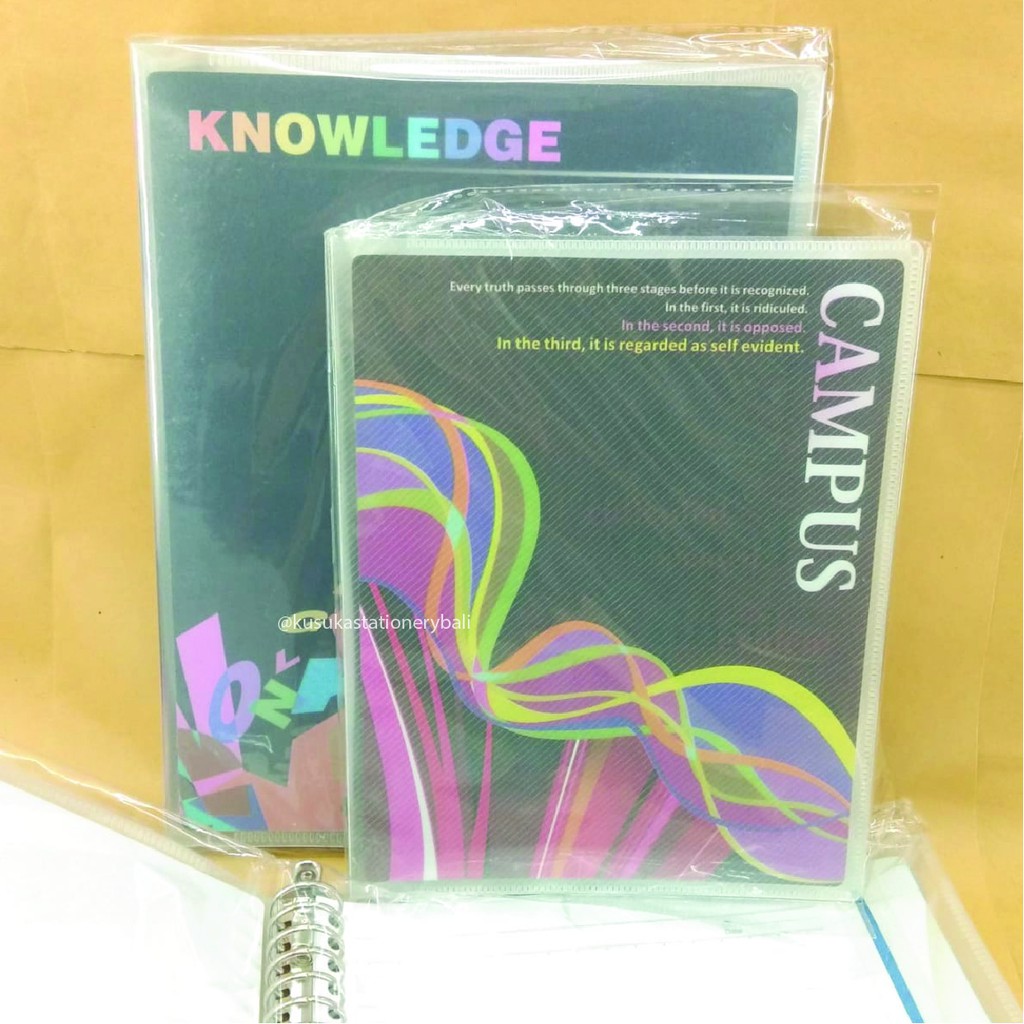 KNOWLEDGE
Every truth passes through three stages before it is recognized.
In the first, it is ridiculed.
In the second, it is opposed.
In the third, it is regarded as self evident.
CAMPUS
@kusukastationerybali